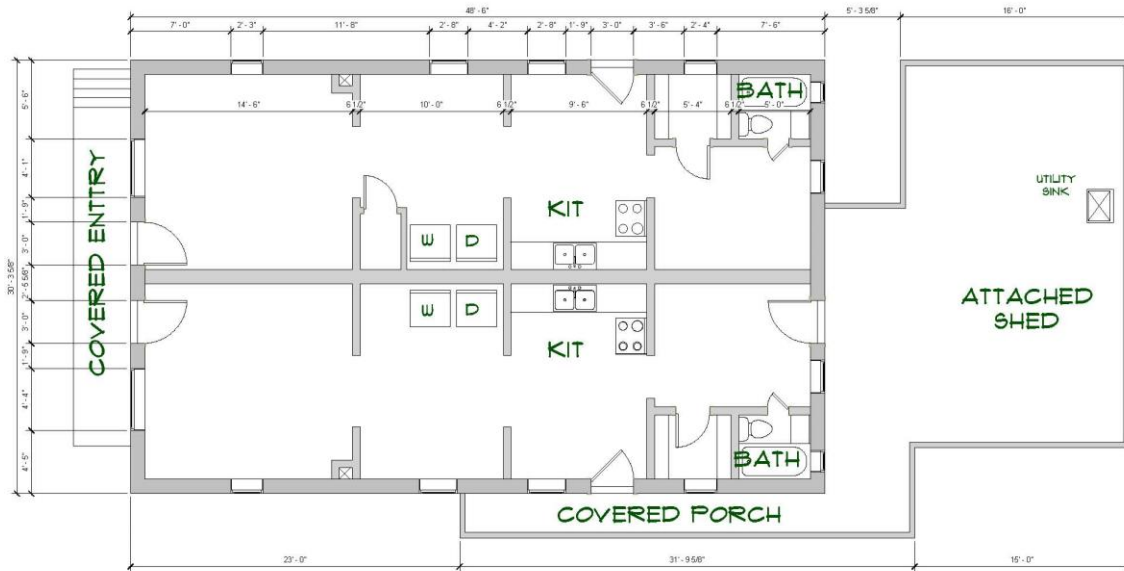 48' - 6"
5' - 3 5/8"
16' - 0"
7' - 0"
2' - 3"
11' - 8"
2' - 8"
4' - 2"
2' - 8"
1' - 9"
3' - 0"
3' - 6"
2' - 4"
7' - 6"
BATH
14' - 6"
6 1/2"
10' - 0"
6 1/2"
9' - 6"
6 1/2"
5' - 4"
6 1/2"
5' - 0"
30' - 3 5/8"
5' - 6"
4' - 1"
1' - 9"
3' - 0"
2' - 6 5/8"
3' - 0"
1' - 9"
4' - 4"
4' - 5"
COVERED ENTTRY
KIT
W D
UTILITY
SINK
ATTACHED
SHED
W D
KIT
BATH
COVERED PORCH
23' - 0"
31' - 9 5/8"
15' - 0"